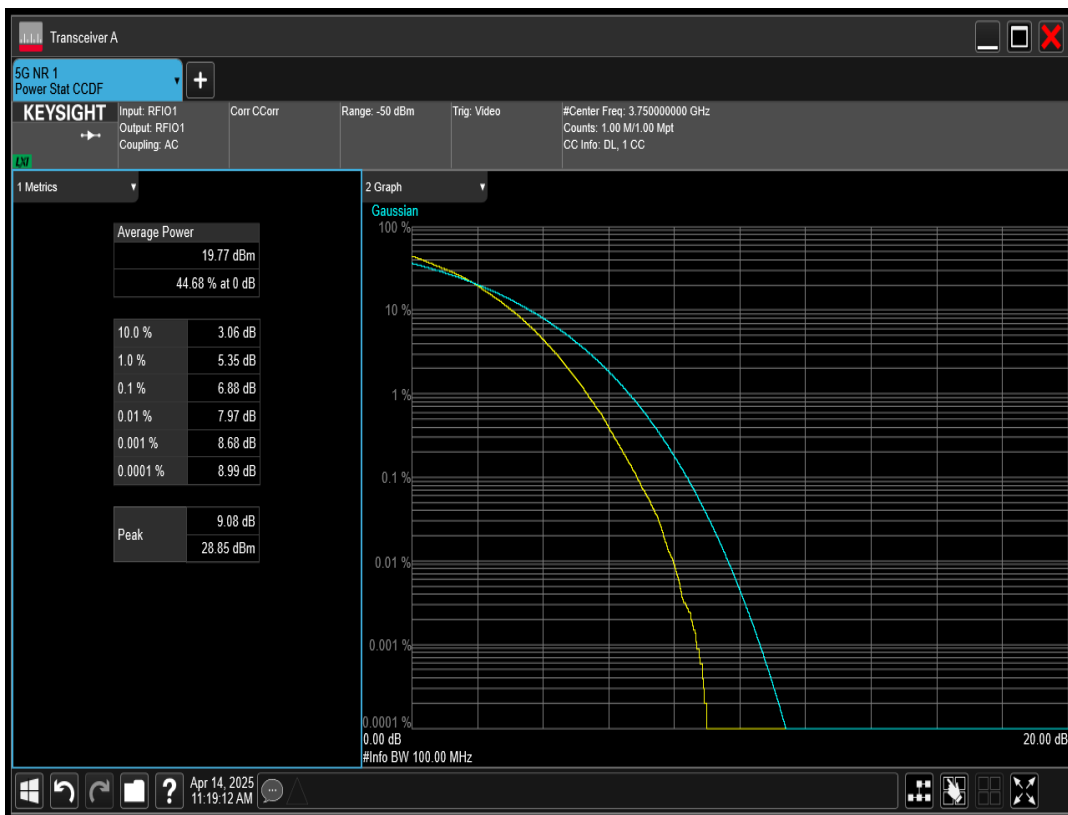 Transceiver A
5G NR 1
Power Stat CCDF
+
KEYSIGHT
LXI
Input: RFIO1
Output: RFIO1
Coupling: AC
Corr CCorr
Range: -50 dBm
Trig: Video
#Center Freq: 3.750000000 GHz
Counts: 1.00 M/1.00 Mpt
CC Info: DL, 1 CC
1 Metrics
Average Power
19.77 dBm
44.68 % at 0 dB
10.0 % 3.06 dB
1.0 % 5.35 dB
0.1 % 6.88 dB
0.01 % 7.97 dB
0.001 % 8.68 dB
0.0001 % 8.99 dB
Peak
9.08 dB
28.85 dBm
2 Graph
Gaussian
100 %
10 %
1 %
0.1 %
0.01 %
0.001 %
0.0001 %
0.00 dB 20.00 dB
#Info BW 100.00 MHz
?
Apr 14, 2025
11:19:12 AM